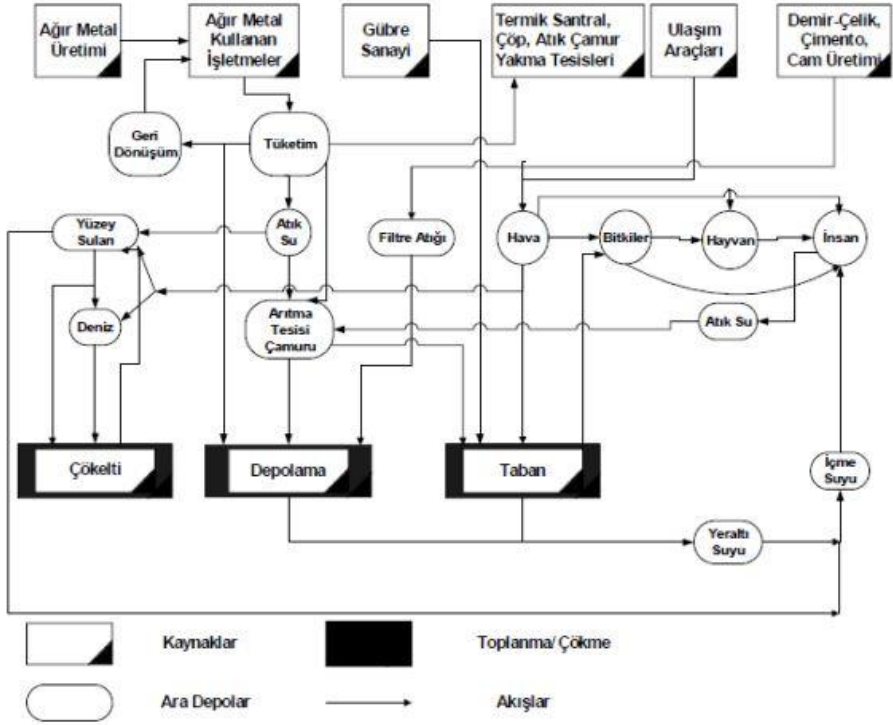 Ağır Metal
Üretimi
Ağır Metal
Kullanan
İşletmeler
Gübre
Sanayi
Termik Santral,
Çöp, Atık Çamur
Yakma Tesisleri
Ulaşım
Araçları
Demir-Çelik,
Çimento,
Cam Üretimi
Geri
Dönüşüm
Tüketim
Yüzey
Suları
Atık
Su
Filtre Atığı
Hava
Bitkiler
Hayvan
İnsan
Deniz
Arıtma
Tesisi
Çamuru
Atık Su
Çökelti
Depolama
Taban
İçme
Suyu
Yeraltı
Suyu
Kaynaklar
Toplanma/Çökme
Ara Depolar
Akışlar